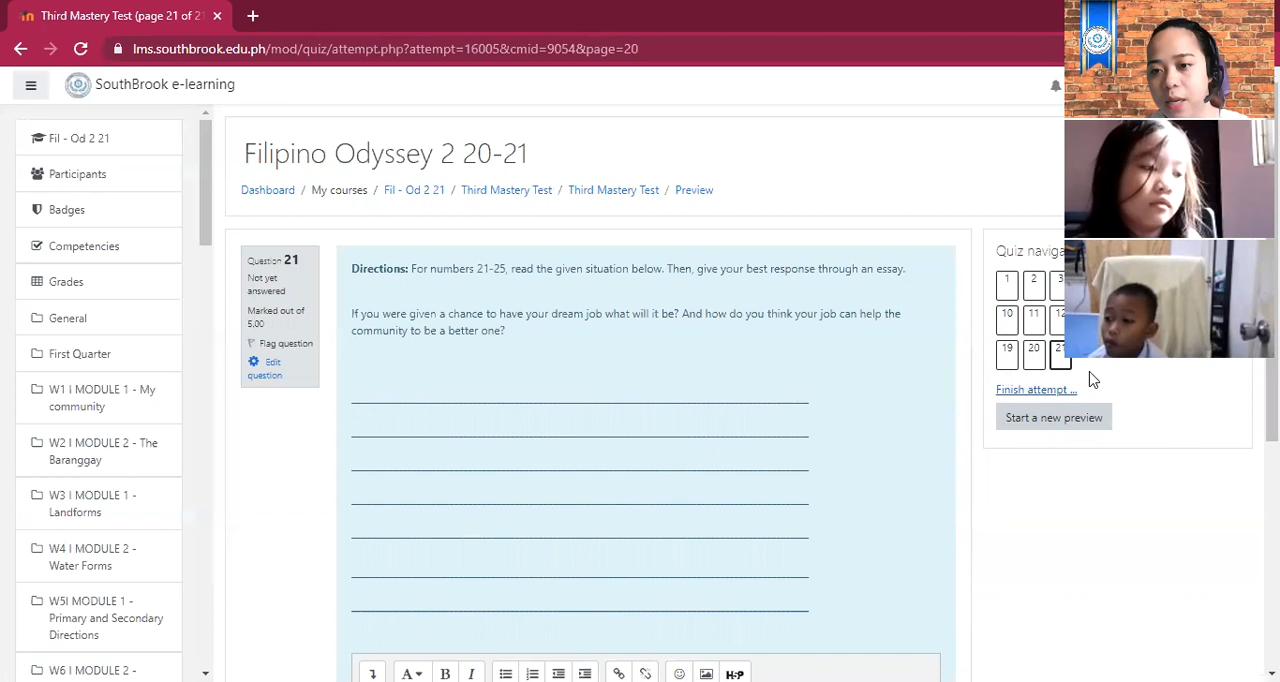 Third Mastery Test (page 21 of 21
lms.southbrook.edu.ph/mod/quiz/attempt.php?attempt=16005&cmid=9054&page=20
SouthBrook e-learning
Fil - Od 2 21
Participants
Badges
Competencies
Grades
General
First Quarter
W1 I MODULE 1 - My
community
W2 I MODULE 2 - The
Baranggay
W3 I MODULE 1 -
Landforms
W4 I MODULE 2 -
Water Forms
W5I MODULE 1 -
Primary and Secondary
Directions
W6 I MODULE 2 -
Filipino Odyssey 2 20-21
Dashboard / My courses / Fil - Od 2 21 / Third Mastery Test / Third Mastery Test / Preview
Question 21
Not yet
answered
Marked out of
5.00
Flag question
Edit
question
Directions: For numbers 21-25, read the given situation below. Then, give your best response through an essay.
If you were given a chance to have your dream job what will it be? And how do you think your job can help the
community to be a better one?
A B I
H-P
Quiz naviga
1 2 3
10 11 12
19 20 21
Finish attempt ...
Start a new preview